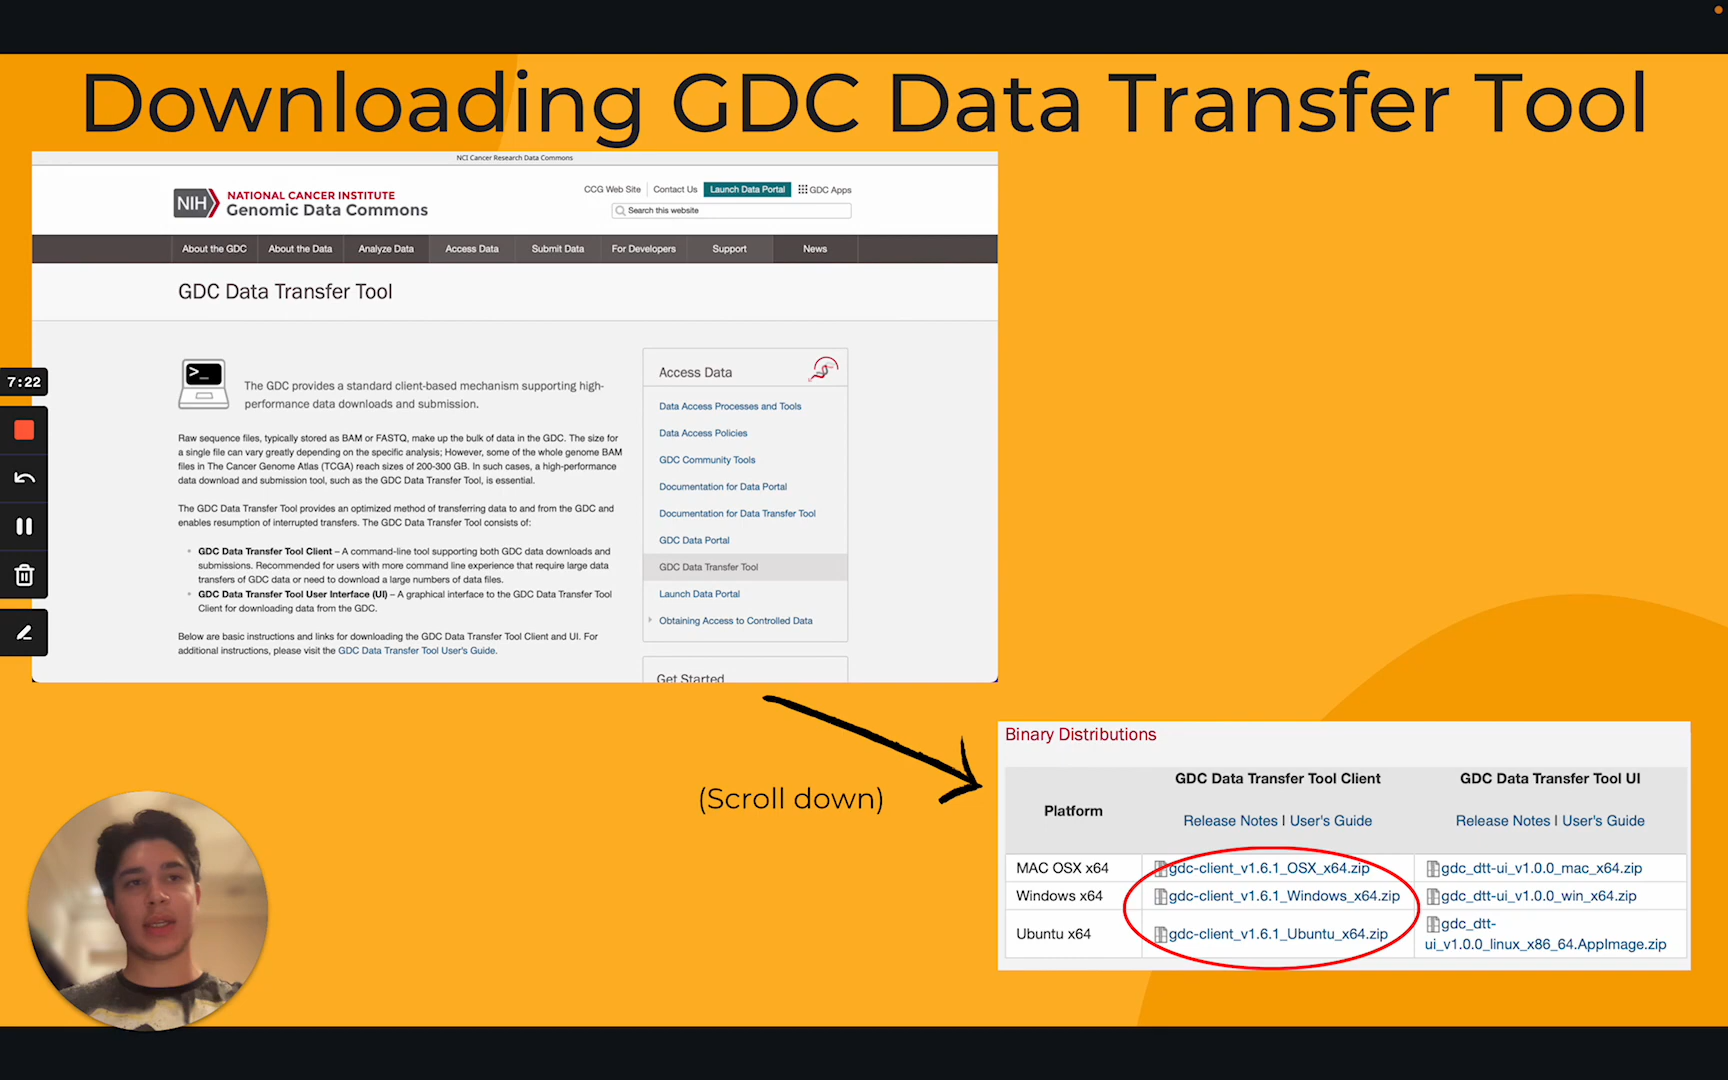 Downloading GDC Data Transfer Tool
NCI Cancer Research Data Commons
NIH
NATIONAL CANCER INSTITUTE
Genomic Data Commons
CCG Web Site
Contact Us
Launch Data Portal
GDC Apps
Search this website
About the GDC
About the Data
Analyze Data
Access Data
Submit Data
For Developers
Support
News
GDC Data Transfer Tool
>_
The GDC provides a standard client-based mechanism supporting high-
performance data downloads and submission.
Raw sequence files, typically stored as BAM or FASTQ, make up the bulk of data in the GDC. The size for
a single file can vary greatly depending on the specific analysis; However, some of the whole genome BAM
files in The Cancer Genome Atlas (TCGA) reach sizes of 200-300 GB. In such cases, a high-performance
data download and submission tool, such as the GDC Data Transfer Tool, is essential.
The GDC Data Transfer Tool provides an optimized method of transferring data to and from the GDC and
enables resumption of interrupted transfers. The GDC Data Transfer Tool consists of:
GDC Data Transfer Tool Client – A command-line tool supporting both GDC data downloads and
submissions. Recommended for users with more command line experience that require large data
transfers of GDC data or need to download a large numbers of data files.
GDC Data Transfer Tool User Interface (UI) – A graphical interface to the GDC Data Transfer Tool
Client for downloading data from the GDC.
Below are basic instructions and links for downloading the GDC Data Transfer Tool Client and UI. For
additional instructions, please visit the GDC Data Transfer Tool User's Guide.
Access Data
Data Access Processes and Tools
Data Access Policies
GDC Community Tools
Documentation for Data Portal
Documentation for Data Transfer Tool
GDC Data Portal
GDC Data Transfer Tool
Launch Data Portal
Obtaining Access to Controlled Data
Get Started
7:22
(Scroll down)
Binary Distributions
Platform
GDC Data Transfer Tool Client
Release Notes | User's Guide
GDC Data Transfer Tool UI
Release Notes | User's Guide
MAC OSX x64
gdc-client_v1.6.1_OSX_x64.zip
gdc_dtt-ui_v1.0.0_mac_x64.zip
Windows x64
gdc-client_v1.6.1_Windows_x64.zip
gdc_dtt-ui_v1.0.0_win_x64.zip
Ubuntu x64
gdc-client_v1.6.1_Ubuntu_x64.zip
gdc_dtt-
ui_v1.0.0_linux_x86_64.AppImage.zip